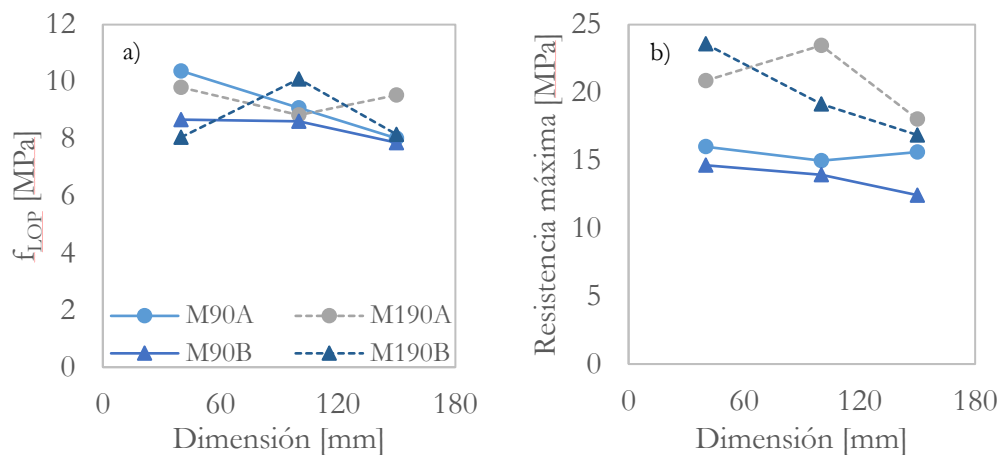 a)
f_LOP [MPa]
12
10
8
6
4
2
0
M90A
M190A
M90B
M190B
0
60
120
180
Dimensión [mm]
b)
Resistencia máxima [MPa]
25
20
15
10
5
0
0
60
120
180
Dimensión [mm]